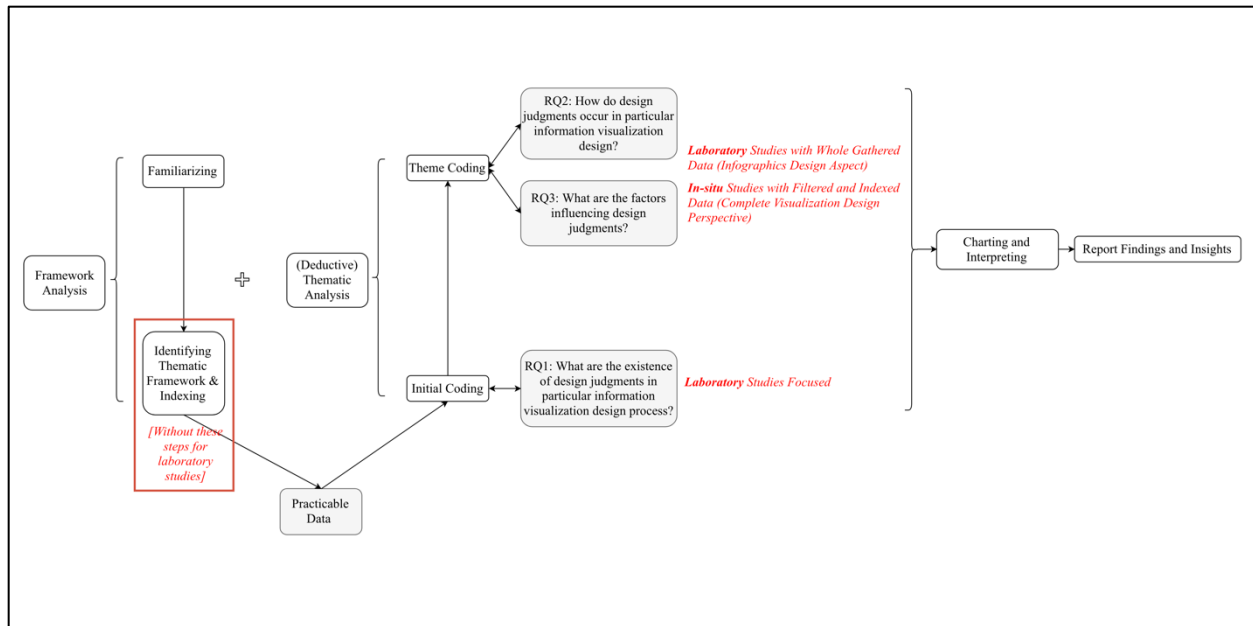 Framework
Analysis
Familiarizing
Identifying
Thematic
Framework &
Indexing
[Without these
steps for
laboratory
studies]
Practicable
Data
(Deductive)
Thematic
Analysis
Theme Coding
Initial Coding
RQ2: How do design
judgments occur in particular
information visualization
design?
RQ3: What are the factors
influencing design
judgments?
RQ1: What are the existence
of design judgments in
particular information
visualization design process?
Laboratory Studies with Whole Gathered
Data (Infographics Design Aspect)
In-situ Studies with Filtered and Indexed
Data (Complete Visualization Design
Perspective)
Laboratory Studies Focused
Charting and
Interpreting
Report Findings and Insights